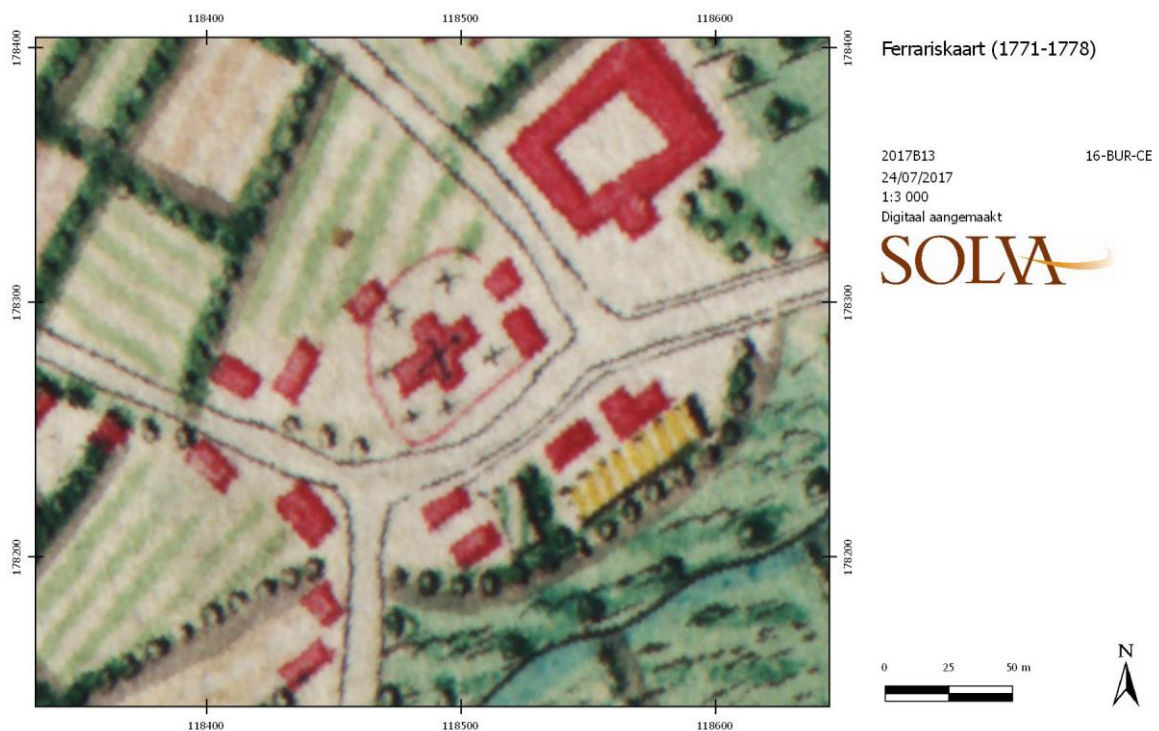 118400 118500 118600
178400 178400
178300 178300
178200 178200
118400 118500 118600
Ferrariskaart (1771-1778)
2017B13 16-BUR-CE
24/07/2017
1:3 000
Digitaal aangemaakt
SOLVA
0 25 50 m
N